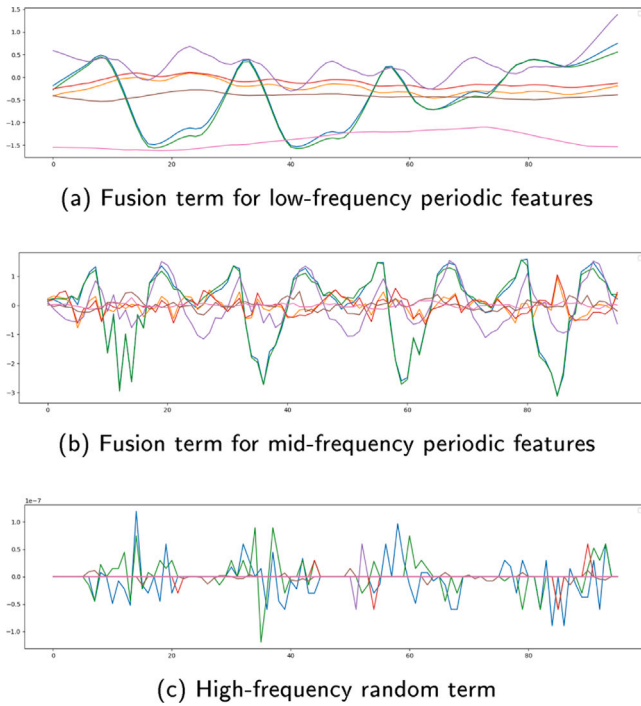 1.5
1.0
0.5
0.0
−0.5
−1.0
−1.5
0 20 40 60 80
(a) Fusion term for low-frequency periodic features
1
0
−1
−2
−3
0 20 40 60 80
(b) Fusion term for mid-frequency periodic features
1e−7
1.0
0.5
0.0
−0.5
−1.0
0 20 40 60 80
(c) High-frequency random term